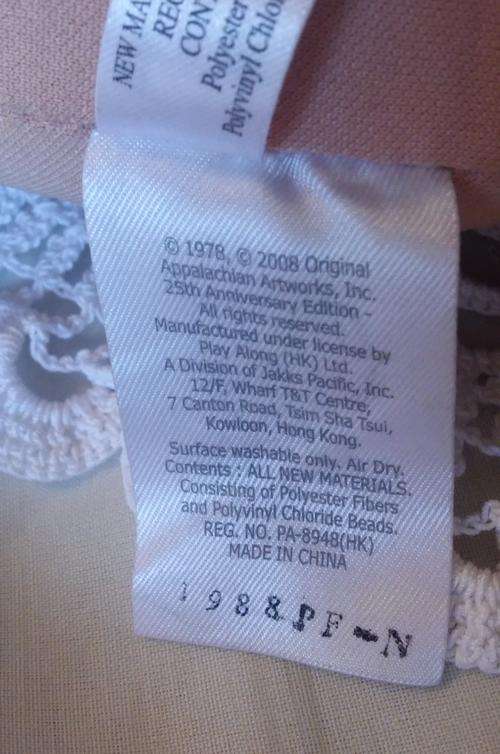 NEW MA
REG
CON
Polyester
Polyvinyl Chlo
© 1978, © 2008 Original
Appalachian Artworks, Inc.
25th Anniversary Edition –
All rights reserved.
Manufactured under license by
Play Along (HK) Ltd.
A Division of Jakks Pacific, Inc.
12/F, Wharf T&T Centre,
7 Canton Road, Tsim Sha Tsui,
Kowloon, Hong Kong.
Surface washable only. Air Dry.
Contents : ALL NEW MATERIALS.
Consisting of Polyester Fibers
and Polyvinyl Chloride Beads.
REG. NO. PA-8948(HK)
MADE IN CHINA
1988PF-N